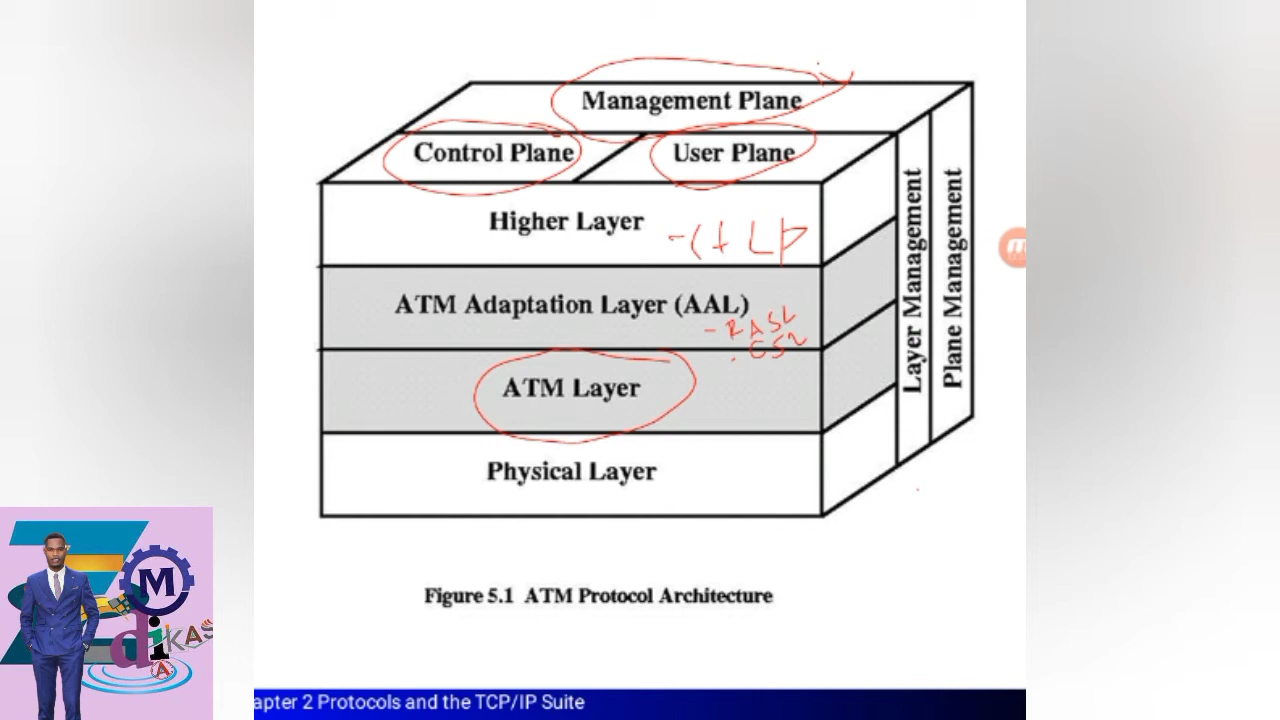 Management Plane
Control Plane
User Plane
Higher Layer
ATM Adaptation Layer (AAL)
ATM Layer
Physical Layer
Layer Management
Plane Management
Figure 5.1 ATM Protocol Architecture
apter 2 Protocols and the TCP/IP Suite
M
diKAS
A